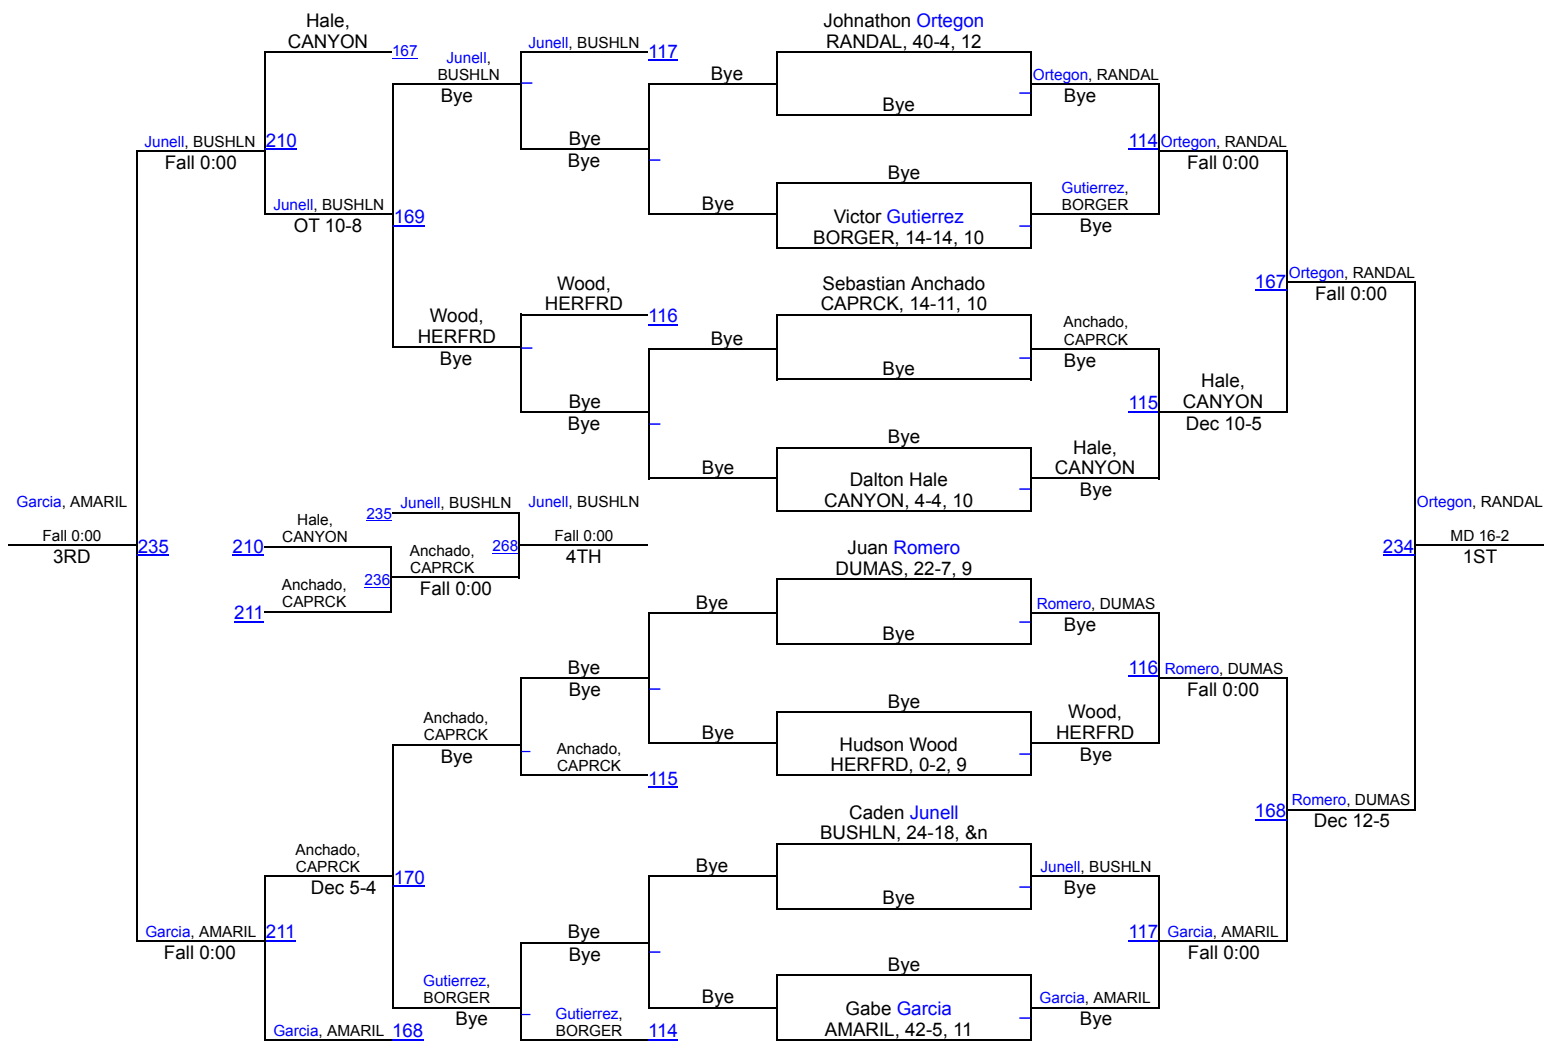 Hale,
CANYON
167
Junell,
BUSHLN
Bye
Junell, BUSHLN
117
Bye
Johnathon Ortegon
RANDAL, 40-4, 12
Bye
Ortegon, RANDAL
Bye
Junell, BUSHLN
210
Fall 0:00
Bye
Bye
114
Ortegon, RANDAL
Fall 0:00
Junell, BUSHLN
169
OT 10-8
Bye
Bye
Victor Gutierrez
BORGER, 14-14, 10
Gutierrez,
BORGER
Bye
Wood,
HERFRD
116
Wood,
HERFRD
Bye
Bye
Sebastian Anchado
CAPRCK, 14-11, 10
Bye
Anchado,
CAPRCK
Bye
167
Ortegon, RANDAL
Fall 0:00
Bye
Bye
115
Hale,
CANYON
Dec 10-5
Bye
Bye
Dalton Hale
CANYON, 4-4, 10
Hale,
CANYON
Bye
Garcia, AMARIL
Fall 0:00
3RD
235
235
Junell, BUSHLN
Junell, BUSHLN
Fall 0:00
4TH
210
Hale,
CANYON
236
Anchado,
CAPRCK
Fall 0:00
268
211
Anchado,
CAPRCK
234
Ortegon, RANDAL
MD 16-2
1ST
Bye
Juan Romero
DUMAS, 22-7, 9
Bye
Romero, DUMAS
Bye
Bye
Bye
116
Romero, DUMAS
Fall 0:00
Anchado,
CAPRCK
Bye
Anchado,
CAPRCK
115
Bye
Bye
Hudson Wood
HERFRD, 0-2, 9
Wood,
HERFRD
Bye
168
Romero, DUMAS
Dec 12-5
Anchado,
CAPRCK
Dec 5-4
170
Bye
Caden Junell
BUSHLN, 24-18, &n
Bye
Junell, BUSHLN
Bye
Garcia, AMARIL
211
Fall 0:00
Bye
Bye
117
Garcia, AMARIL
Fall 0:00
Gutierrez,
BORGER
Bye
Garcia, AMARIL
168
Gutierrez,
BORGER
114
Bye
Bye
Gabe Garcia
AMARIL, 42-5, 11
Garcia, AMARIL
Bye